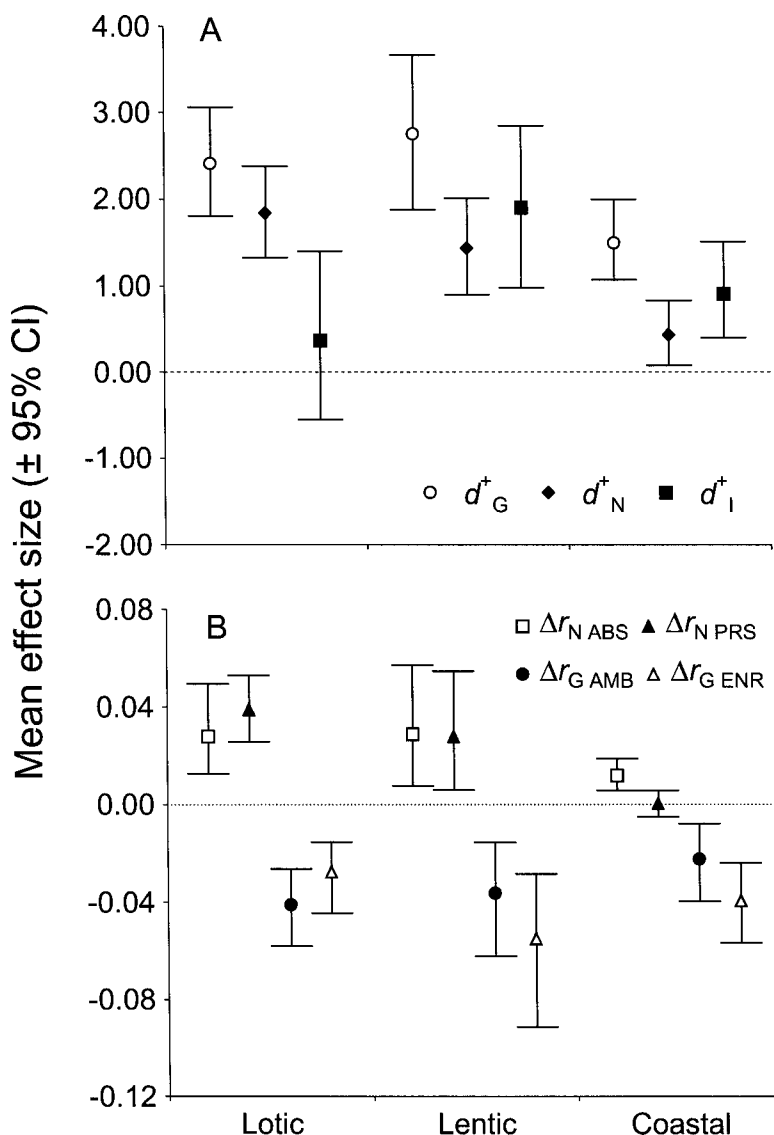 Mean effect size (± 95% CI)
A
4.00
3.00
2.00
1.00
0.00
-1.00
-2.00
d⁺G d⁺N d⁺I
B
0.08
0.04
0.00
-0.04
-0.08
-0.12
ΔrN ABS ΔrN PRS
ΔrG AMB ΔrG ENR
Lotic Lentic Coastal